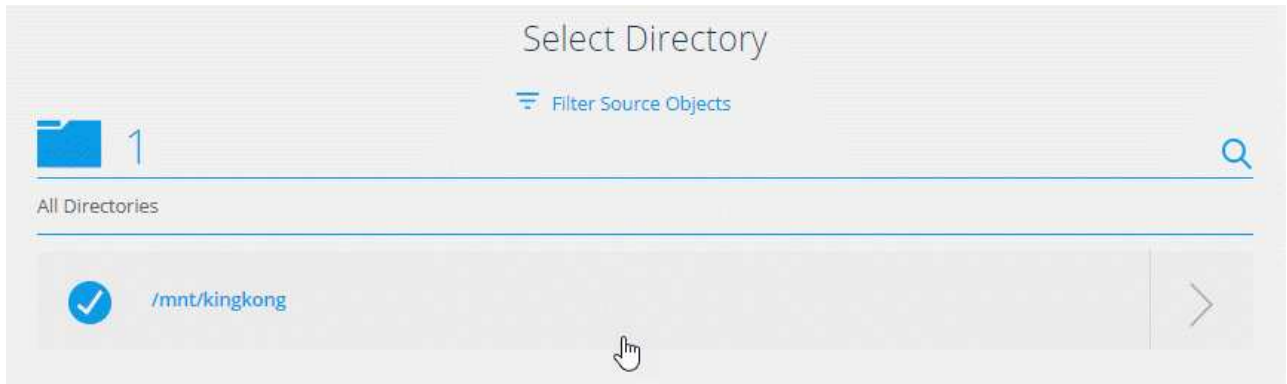 Select Directory
Filter Source Objects
1
All Directories
/mnt/kingkong